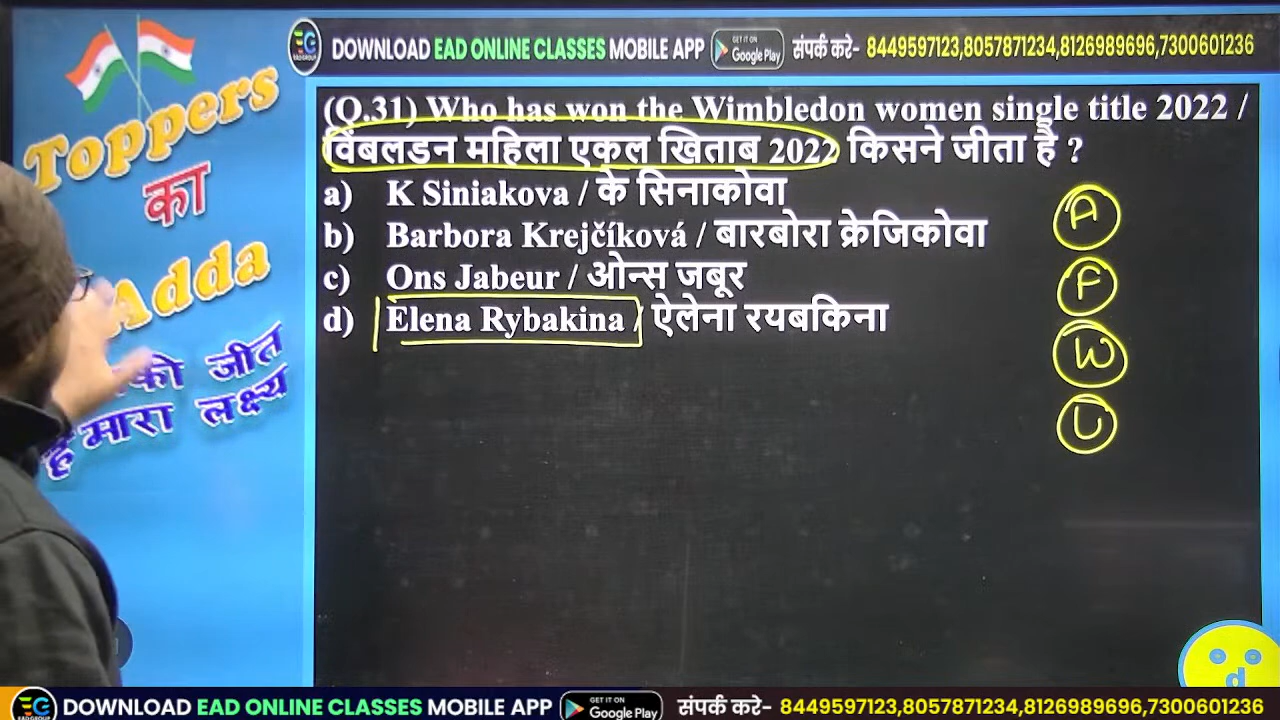 DOWNLOAD EAD ONLINE CLASSES MOBILE APP GET IT ON Google Play संपर्क करे- 8449597123,8057871234,8126989696,7300601236
Toppers
का
Adda
को जीत
हमारा लक्ष्य
(Q.31) Who has won the Wimbledon women single title 2022 /
विंबलडन महिला एकल खिताब 2022 किसने जीता है ?
a) K Siniakova / के सिनाकोवा
b) Barbora Krejčíková / बारबोरा क्रेजिकोवा
c) Ons Jabeur / ओन्स जबूर
d) Elena Rybakina / ऐलेना रयबकिना
A
F
W
U
d
DOWNLOAD EAD ONLINE CLASSES MOBILE APP GET IT ON Google Play संपर्क करे- 8449597123,8057871234,8126989696,7300601236